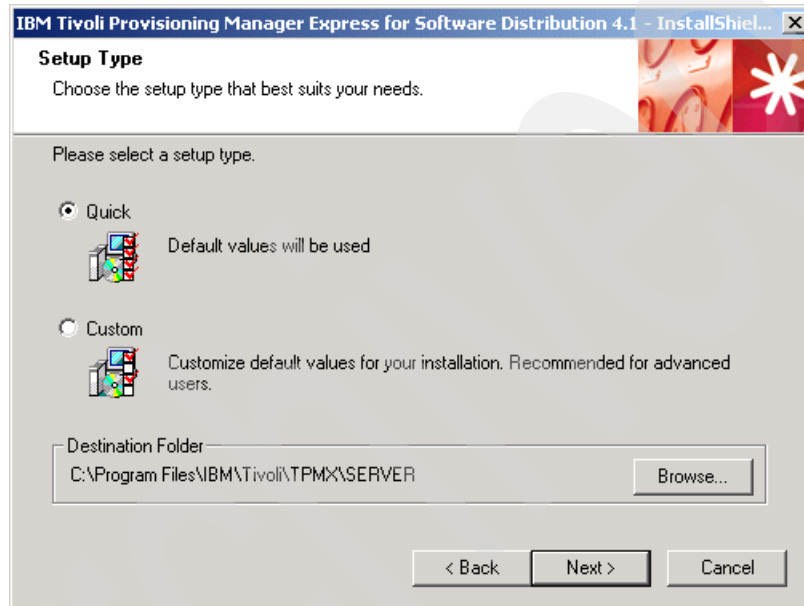 IBM Tivoli Provisioning Manager Express for Software Distribution 4.1 - InstallShiel...
Setup Type
Choose the setup type that best suits your needs.
Please select a setup type.
Quick
Default values will be used
Custom
Customize default values for your installation. Recommended for advanced
users.
Destination Folder
C:\Program Files\IBM\Tivoli\TPMX\SERVER
Browse...
< Back
Next >
Cancel